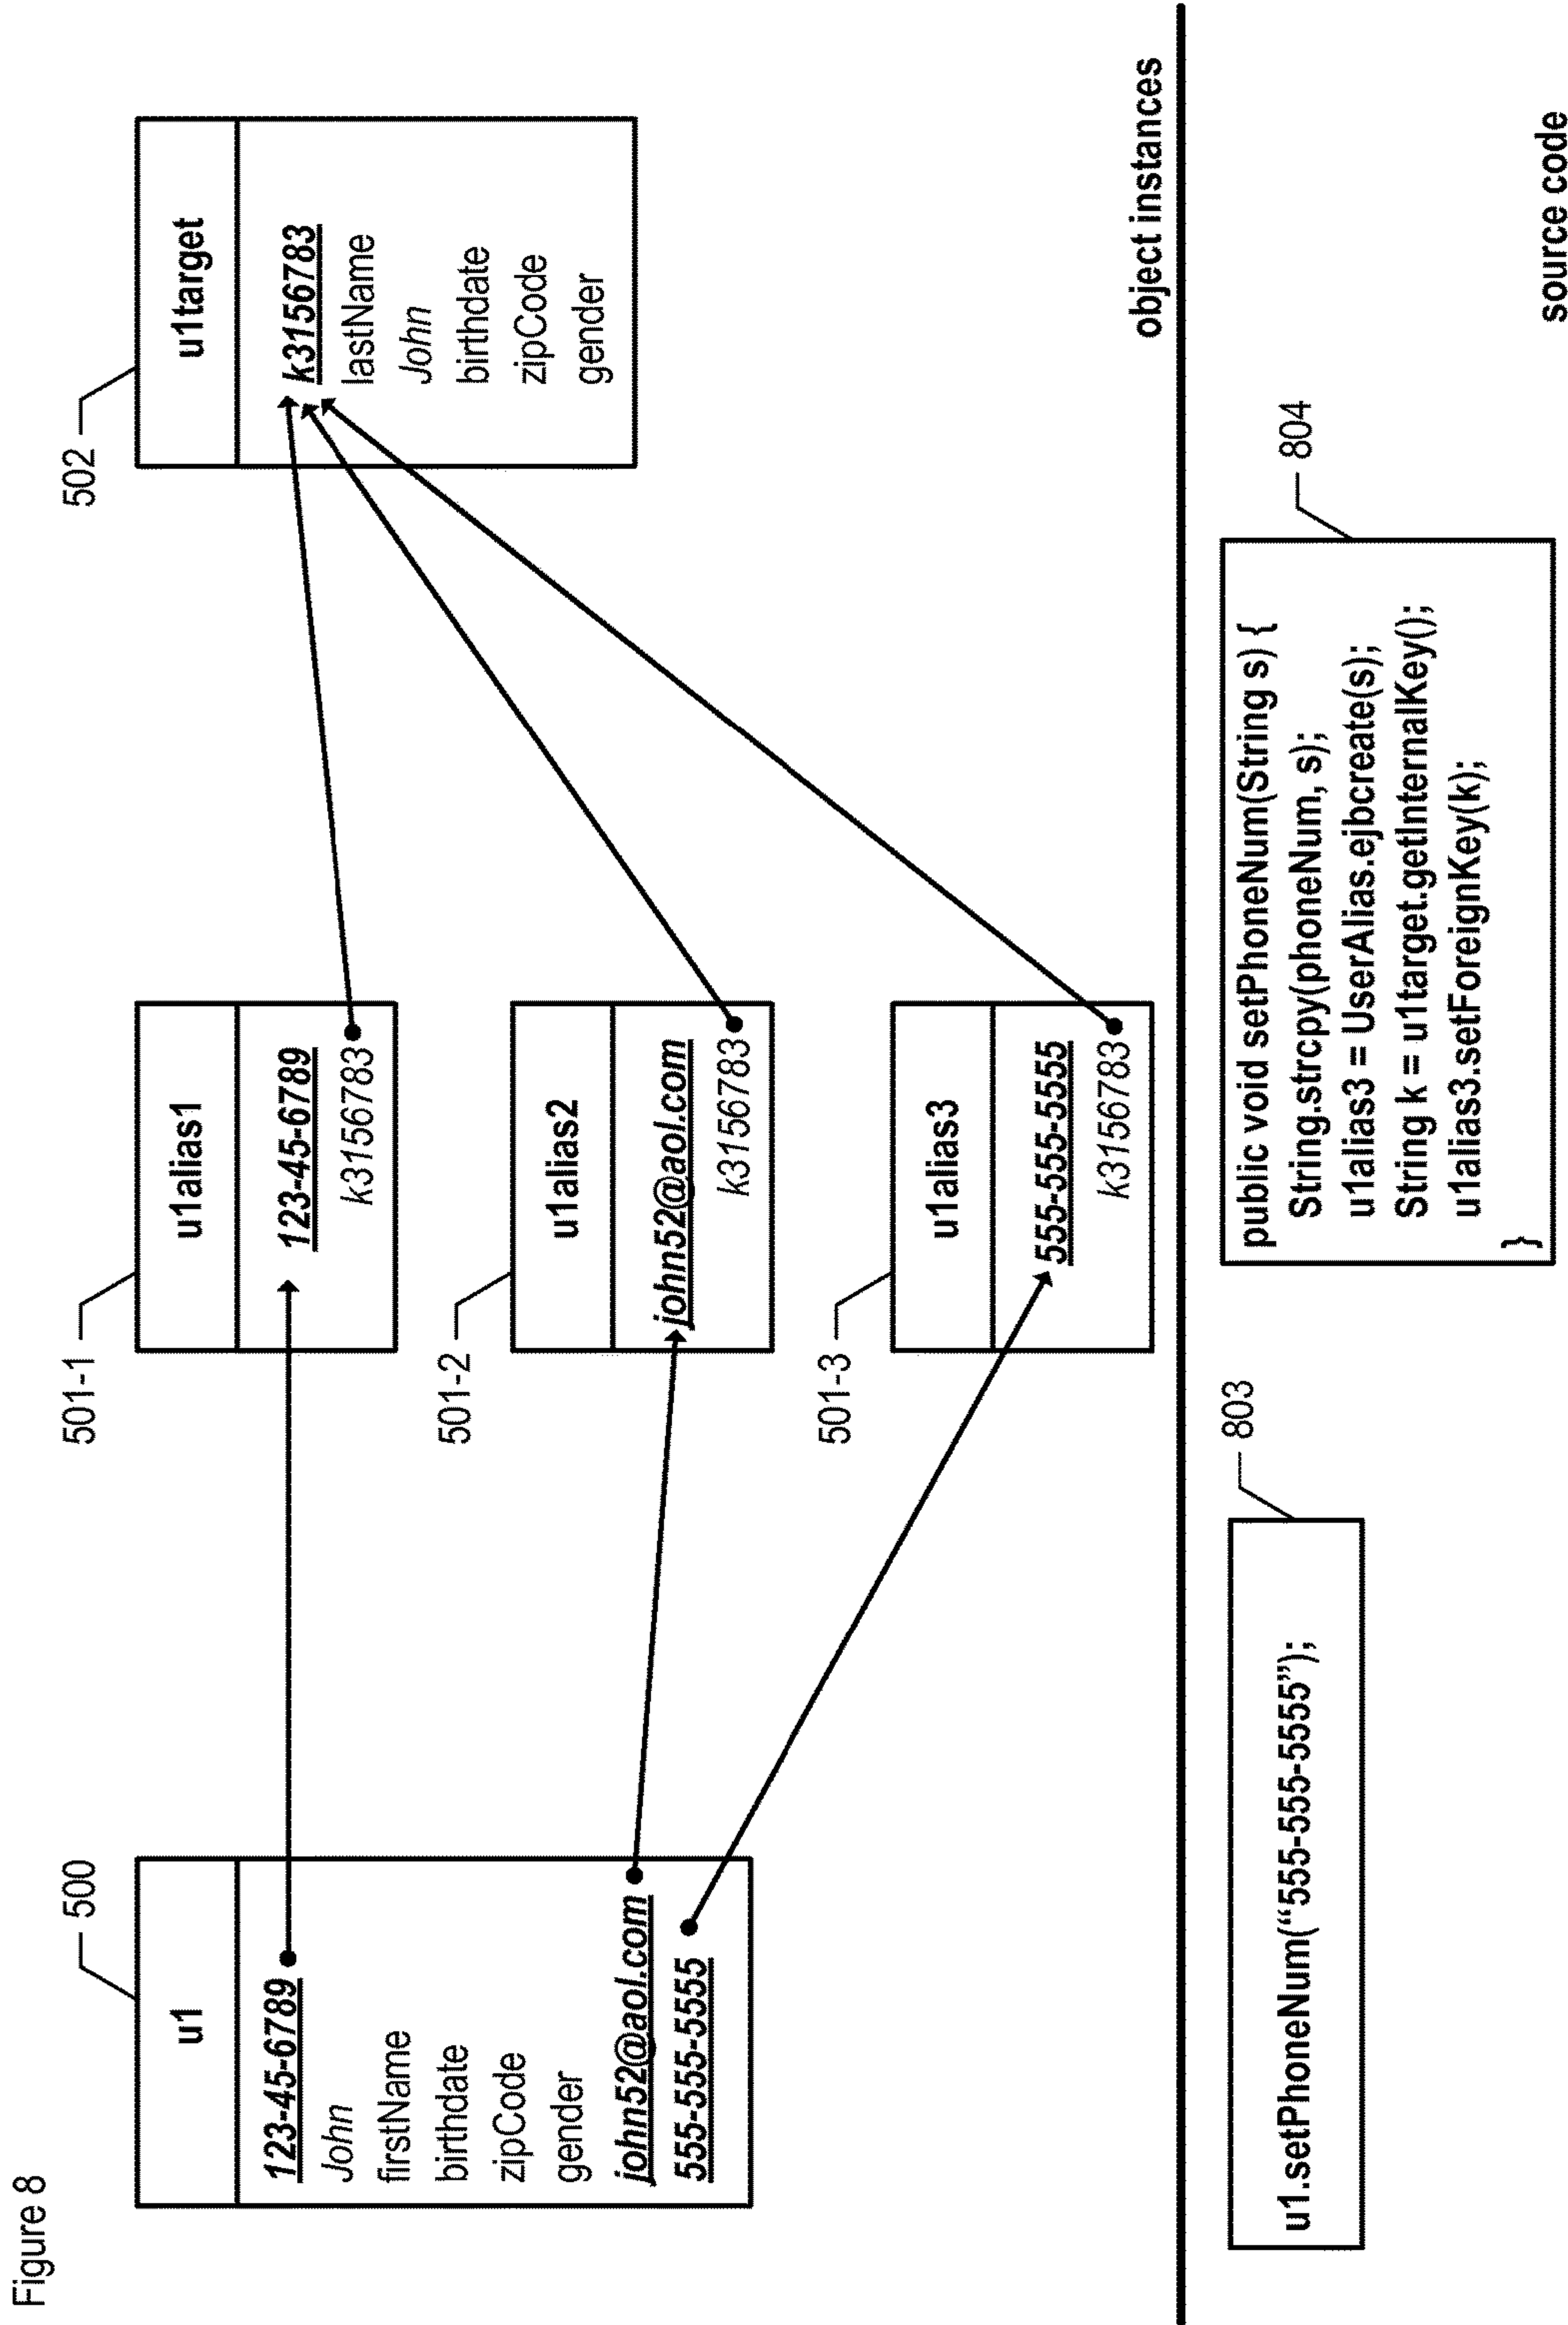 Figure 8
500
u1
123-45-6789
John
firstName
birthdate
zipCode
gender
john52@aol.com
555-555-5555
501-1
u1alias1
123-45-6789
k3156783
501-2
u1alias2
john52@aol.com
k3156783
501-3
u1alias3
555-555-5555
k3156783
502
u1target
k3156783
lastName
John
birthdate
zipCode
gender
object instances
803
u1.setPhoneNum(“555-555-5555”);
804
public void setPhoneNum(String s) {
String.strcpy(phoneNum, s);
u1alias3 = UserAlias.ejbcreate(s);
String k = u1target.getInternalKey();
u1alias3.setForeignKey(k);
}
source code